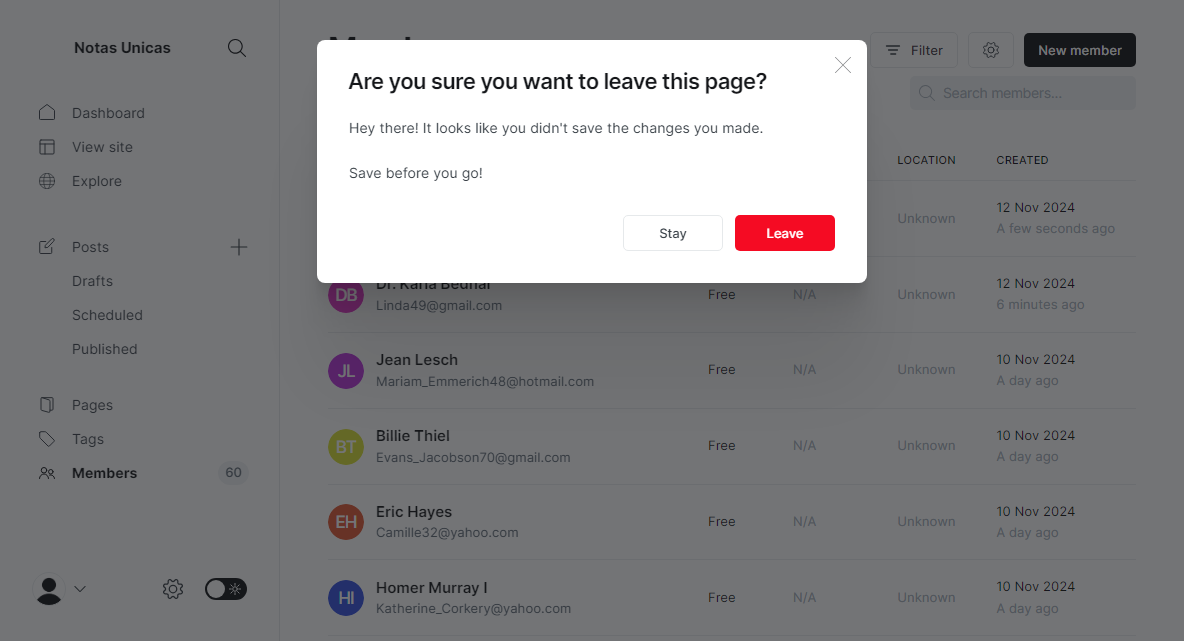 Notas Unicas
Dashboard
View site
Explore
Posts
Drafts
Scheduled
Published
Pages
Tags
Members 60
Filter
New member
Search members...
Are you sure you want to leave this page?
Hey there! It looks like you didn't save the changes you made.
Save before you go!
Stay
Leave
LOCATION CREATED
Unknown 12 Nov 2024
A few seconds ago
DB Dr. Karla Bednar Free N/A Unknown 12 Nov 2024
Linda49@gmail.com 6 minutes ago
JL Jean Lesch Free N/A Unknown 10 Nov 2024
Mariam_Emmerich48@hotmail.com A day ago
BT Billie Thiel Free N/A Unknown 10 Nov 2024
Evans_Jacobson70@gmail.com A day ago
EH Eric Hayes Free N/A Unknown 10 Nov 2024
Camille32@yahoo.com A day ago
HI Homer Murray I Free N/A Unknown 10 Nov 2024
Katherine_Corkery@yahoo.com A day ago